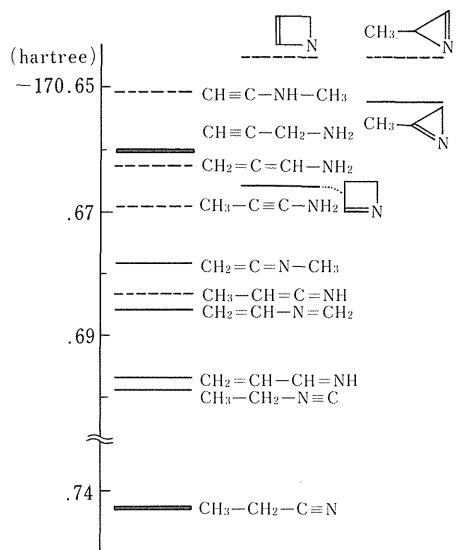 N
CH₃
N
(hartree)
−170.65
CH≡C−NH−CH₃
CH≡C−CH₂−NH₂
CH₃
N
CH₂=C=CH−NH₂
.67
CH₃−C≡C−NH₂
N
CH₂=C=N−CH₃
CH₃−CH=C=NH
CH₂=CH−N=CH₂
.69
CH₂=CH−CH=NH
CH₃−CH₂−N≡C
.74
CH₃−CH₂−C≡N